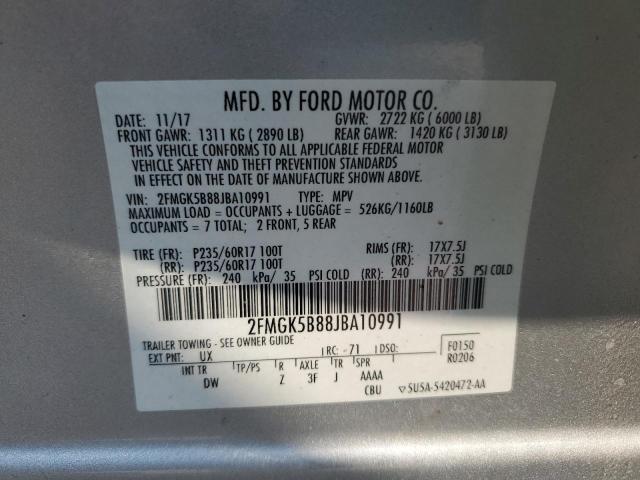 MFD. BY FORD MOTOR CO.
DATE: 11/17 GVWR: 2722 KG ( 6000 LB)
FRONT GAWR: 1311 KG ( 2890 LB) REAR GAWR: 1420 KG ( 3130 LB)
THIS VEHICLE CONFORMS TO ALL APPLICABLE FEDERAL MOTOR
VEHICLE SAFETY AND THEFT PREVENTION STANDARDS
IN EFFECT ON THE DATE OF MANUFACTURE SHOWN ABOVE.
VIN: 2FMGK5B88JBA10991 TYPE: MPV
MAXIMUM LOAD = OCCUPANTS + LUGGAGE = 526KG/1160LB
OCCUPANTS = 7 TOTAL; 2 FRONT, 5 REAR
TIRE (FR): P235/60R17 100T RIMS (FR): 17X7.5J
(RR): P235/60R17 100T (RR): 17X7.5J
PRESSURE (FR): 240 kPa/ 35 PSI COLD (RR): 240 kPa/ 35 PSI COLD
2FMGK5B88JBA10991
TRAILER TOWING - SEE OWNER GUIDE
EXT PNT: UX RC: 71 DSO: F0150
INT TR TP/PS R AXLE TR SPR R0206
DW Z 3F J AAAA
CBU ▽5U5A-5420472-AA